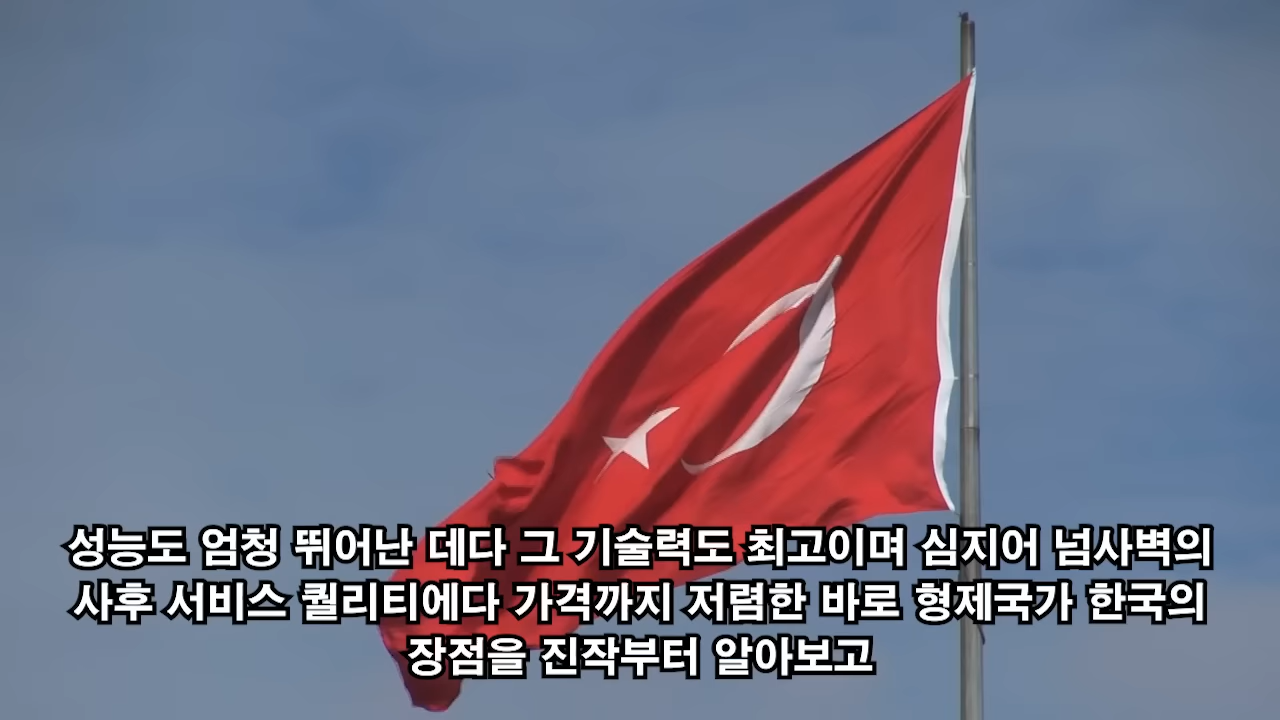 성능도 엄청 뛰어난 데다 그 기술력도 최고이며 심지어 넘사벽의
사후 서비스 퀄리티에다 가격까지 저렴한 바로 형제국가 한국의
장점을 진작부터 알아보고